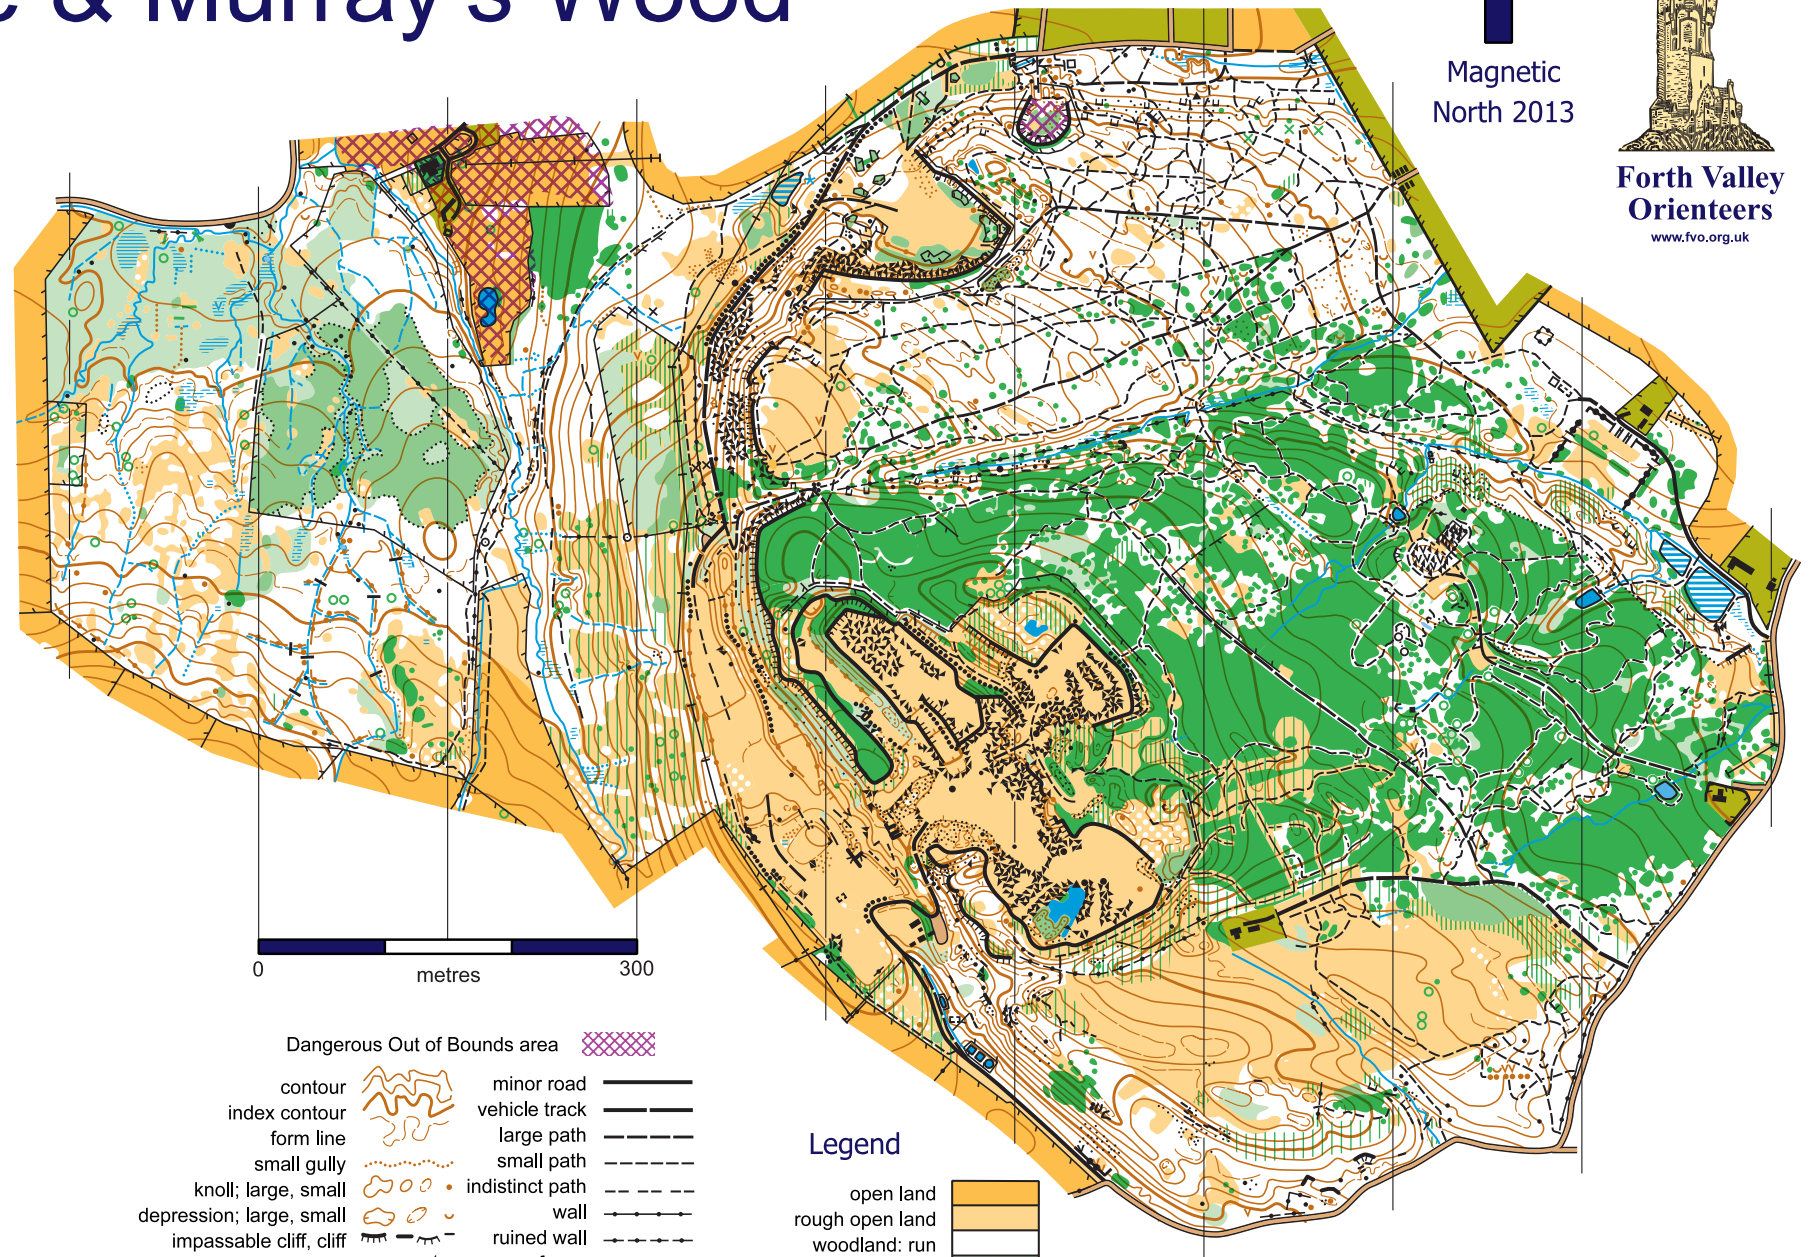 & Murray's Wood
Magnetic
North 2013
Forth Valley
Orienteers
www.fvo.org.uk
0
metres
300
Dangerous Out of Bounds area
contour
index contour
form line
small gully
knoll; large, small
depression; large, small
impassable cliff, cliff
minor road
vehicle track
large path
small path
indistinct path
wall
ruined wall
Legend
open land
rough open land
woodland: run